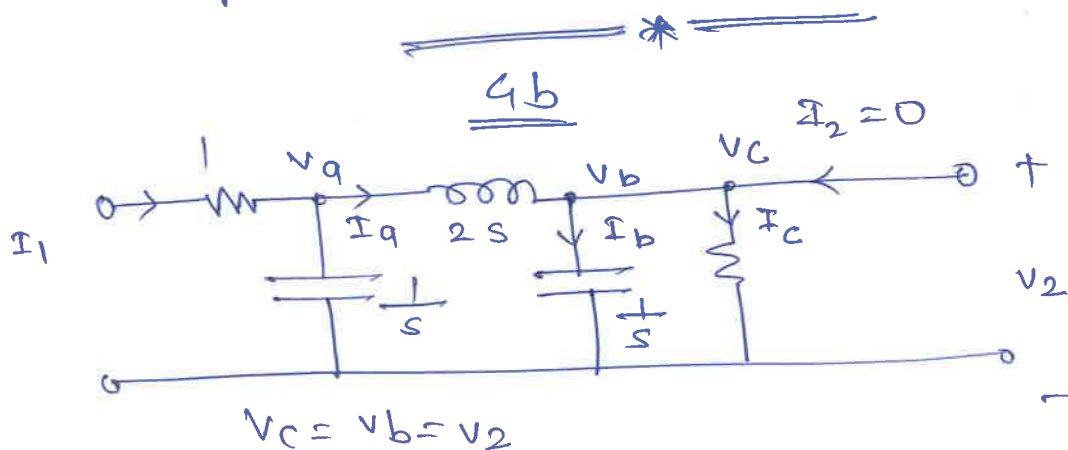 *
4b
I2 = 0
1 Va Vb Vc +
I1 Ia 2s Ib Ic
1/s 1/s V2
-
Vc = Vb = V2